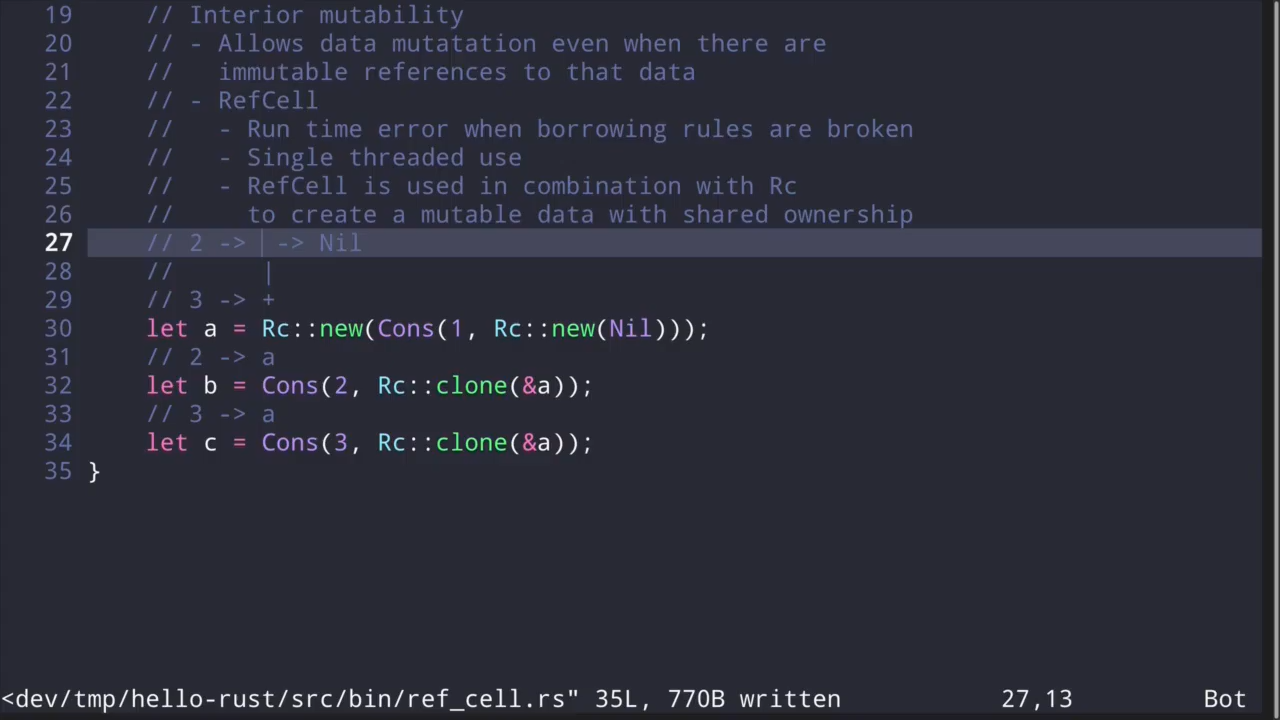 19 // Interior mutability
20 // - Allows data mutatation even when there are
21 //   immutable references to that data
22 // - RefCell
23 //   - Run time error when borrowing rules are broken
24 //   - Single threaded use
25 //   - RefCell is used in combination with Rc
26 //     to create a mutable data with shared ownership
27 // 2 -> | -> Nil
28 //      |
29 // 3 -> +
30 let a = Rc::new(Cons(1, Rc::new(Nil)));
31 // 2 -> a
32 let b = Cons(2, Rc::clone(&a));
33 // 3 -> a
34 let c = Cons(3, Rc::clone(&a));
35 }
<dev/tmp/hello-rust/src/bin/ref_cell.rs" 35L, 770B written 27,13 Bot